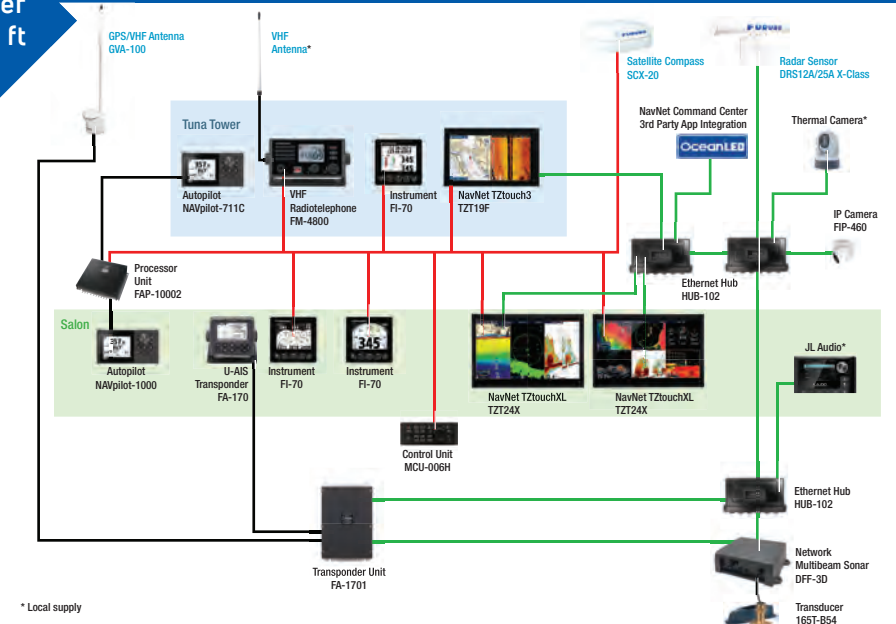 er
ft
GPS/VHF Antenna
GVA-100
VHF
Antenna*
FURUNO
Satellite Compass
SCX-20
FURUNO
Radar Sensor
DRS12A/25A X-Class
NavNet Command Center
3rd Party App Integration
OceanLED
Thermal Camera*
Tuna Tower
Autopilot
NAVpilot-711C
VHF
Radiotelephone
FM-4800
Instrument
FI-70
NavNet TZtouch3
TZT19F
IP Camera
FIP-460
Ethernet Hub
HUB-102
Processor
Unit
FAP-10002
Salon
Autopilot
NAVpilot-1000
U-AIS
Transponder
FA-170
Instrument
FI-70
345
Instrument
FI-70
NavNet TZtouchXL
TZT24X
NavNet TZtouchXL
TZT24X
JL Audio*
Control Unit
MCU-006H
Ethernet Hub
HUB-102
Transponder Unit
FA-1701
Network
Multibeam Sonar
DFF-3D
Transducer
165T-B54
* Local supply